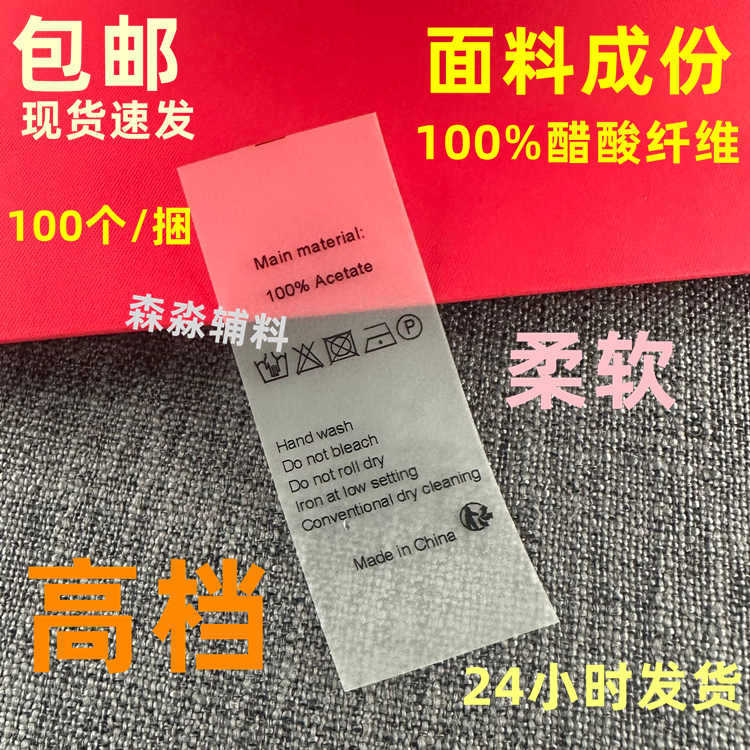 包邮
现货速发
面料成份
100%醋酸纤维
100个/捆
Main material:
100% Acetate
森淼辅料
P
柔软
Hand wash
Do not bleach
Do not roll dry
Iron at low setting
Conventional dry cleaning
Made in China
高档
24小时发货